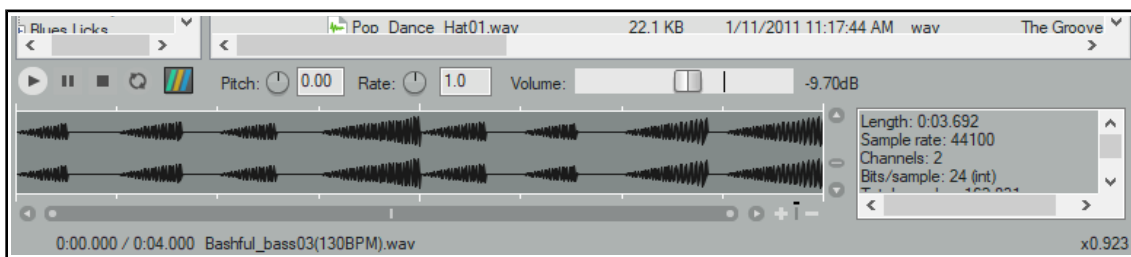 Blues Licks
Pop_Dance_Hat01.wav 22.1 KB 1/11/2011 11:17:44 AM wav The Groove
Pitch: 0.00 Rate: 1.0 Volume: -9.70dB
Length: 0:03.692
Sample rate: 44100
Channels: 2
Bits/sample: 24 (int)
0:00.000 / 0:04.000 Bashful_bass03(130BPM).wav x0.923